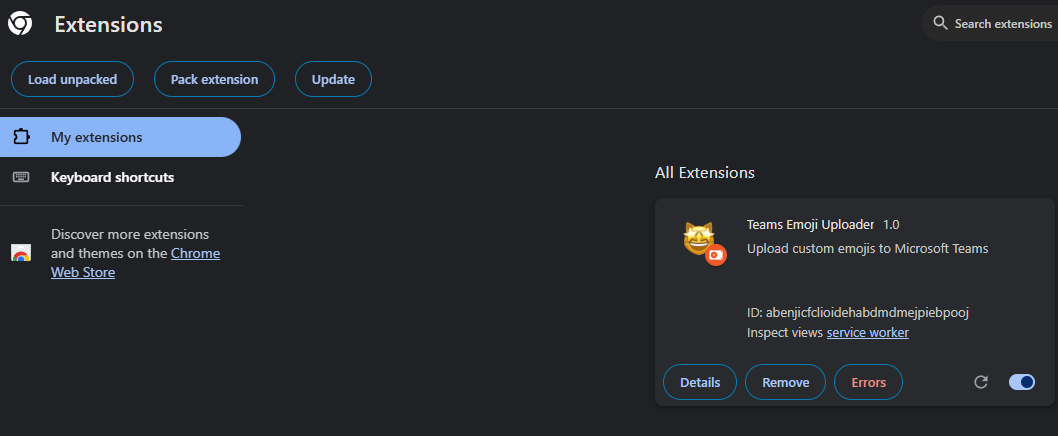 Extensions
Search extensions
Load unpacked
Pack extension
Update
My extensions
Keyboard shortcuts
Discover more extensions
and themes on the Chrome
Web Store
All Extensions
Teams Emoji Uploader 1.0
Upload custom emojis to Microsoft Teams
ID: abenjicfclioidehabdmdmejpiebpooj
Inspect views service worker
Details
Remove
Errors